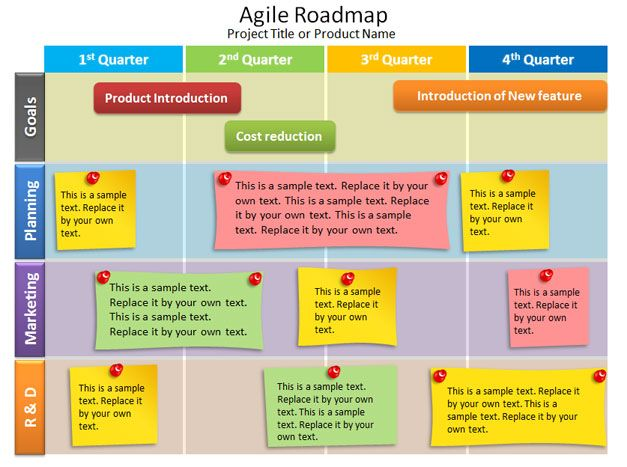 Agile Roadmap
Project Title or Product Name
1st Quarter
2nd Quarter
3rd Quarter
4th Quarter
Goals
Product Introduction
Cost reduction
Introduction of New feature
Planning
This is a sample
text. Replace it
by your own
text.
This is a sample text. Replace it by your
own text. This is a sample text. Replace
it by your own text. This is a sample
text. Replace it by your own text.
This is a sample
text. Replace it
by your own
text.
Marketing
This is a sample text.
Replace it by your own text.
This is a sample text.
Replace it by your own text.
This is a sample
text. Replace it
by your own
text.
This is a sample
text. Replace it
by your own
text.
R & D
This is a sample
text. Replace it
by your own
text.
This is a sample text.
Replace it by your own
text. This is a sample
text. Replace it by your
own text.
This is a sample text. Replace it
by your own text. This is a
sample text. Replace it by your
own text.